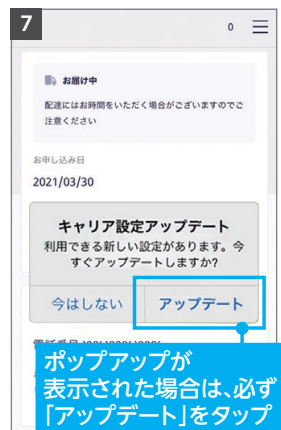 7
0
お届け中
配達にはお時間をいただく場合がございますのでご
注意ください
お申し込み日
2021/03/30
キャリア設定アップデート
利用できる新しい設定があります。今
すぐアップデートしますか?
今はしない
アップデート
ポップアップが
表示された場合は、必ず
「アップデート」をタップ